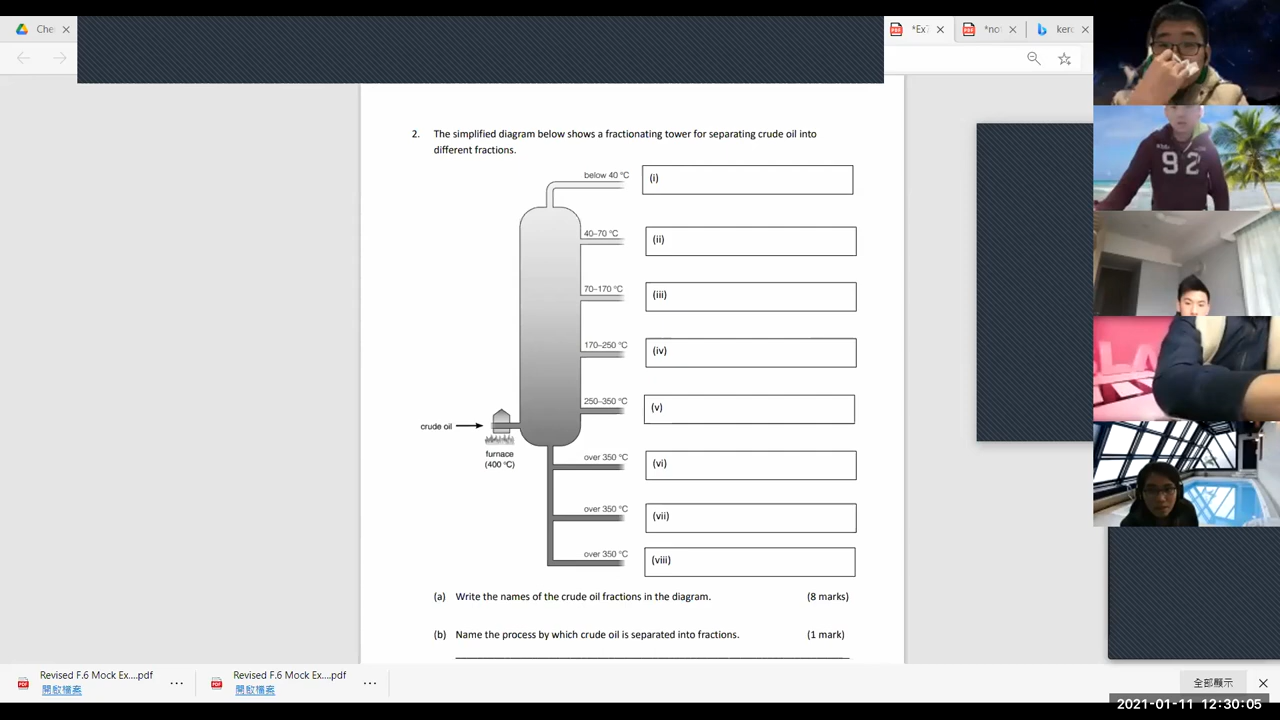 Che
*Ex
*no
kero
2. The simplified diagram below shows a fractionating tower for separating crude oil into
different fractions.
below 40 °C
(i)
40–70 °C
(ii)
70–170 °C
(iii)
170–250 °C
(iv)
250–350 °C
(v)
crude oil
furnace
(400 °C)
over 350 °C
(vi)
over 350 °C
(vii)
over 350 °C
(viii)
(a) Write the names of the crude oil fractions in the diagram. (8 marks)
(b) Name the process by which crude oil is separated into fractions. (1 mark)
92
LA
Revised F.6 Mock Ex....pdf
開啟檔案
Revised F.6 Mock Ex....pdf
開啟檔案
全部顯示
2021-01-11 12:30:05